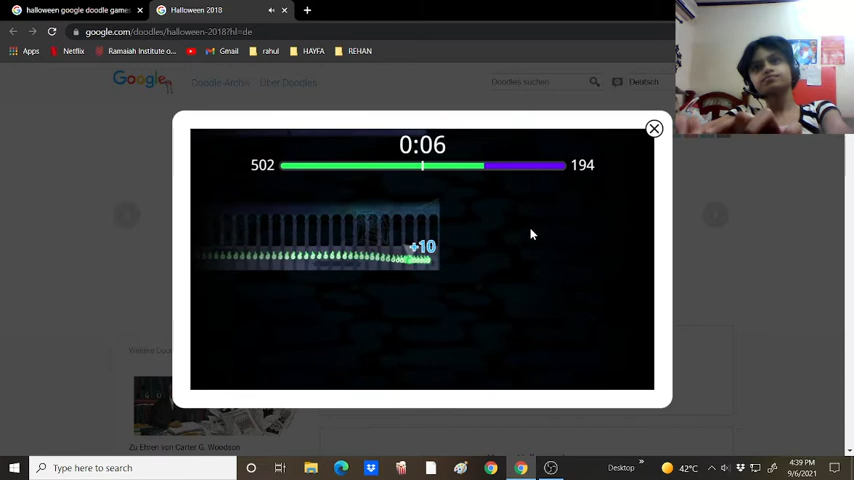 halloween google doodle games
Halloween 2018
google.com/doodles/halloween-2018?hl=de
Apps
Netflix
Ramaiah Institute o...
Gmail
rahul
HAYFA
REHAN
Google
Doodle-Archiv
Über Doodles
Doodles suchen
Deutsch
0:06
502
194
+10
Zu Ehren von Carter G. Woodson
Type here to search
Desktop
42°C
4:39 PM
9/6/2021